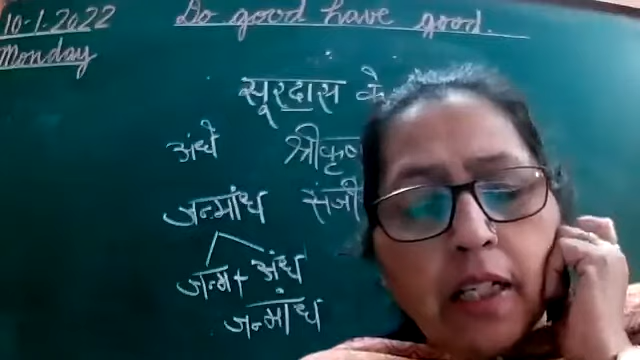 10-1-2022
Monday
Do good have good.
सूरदास के
अंधे श्रीकृष्
जन्मांध संजी
जन्म + अंध
जन्मांध